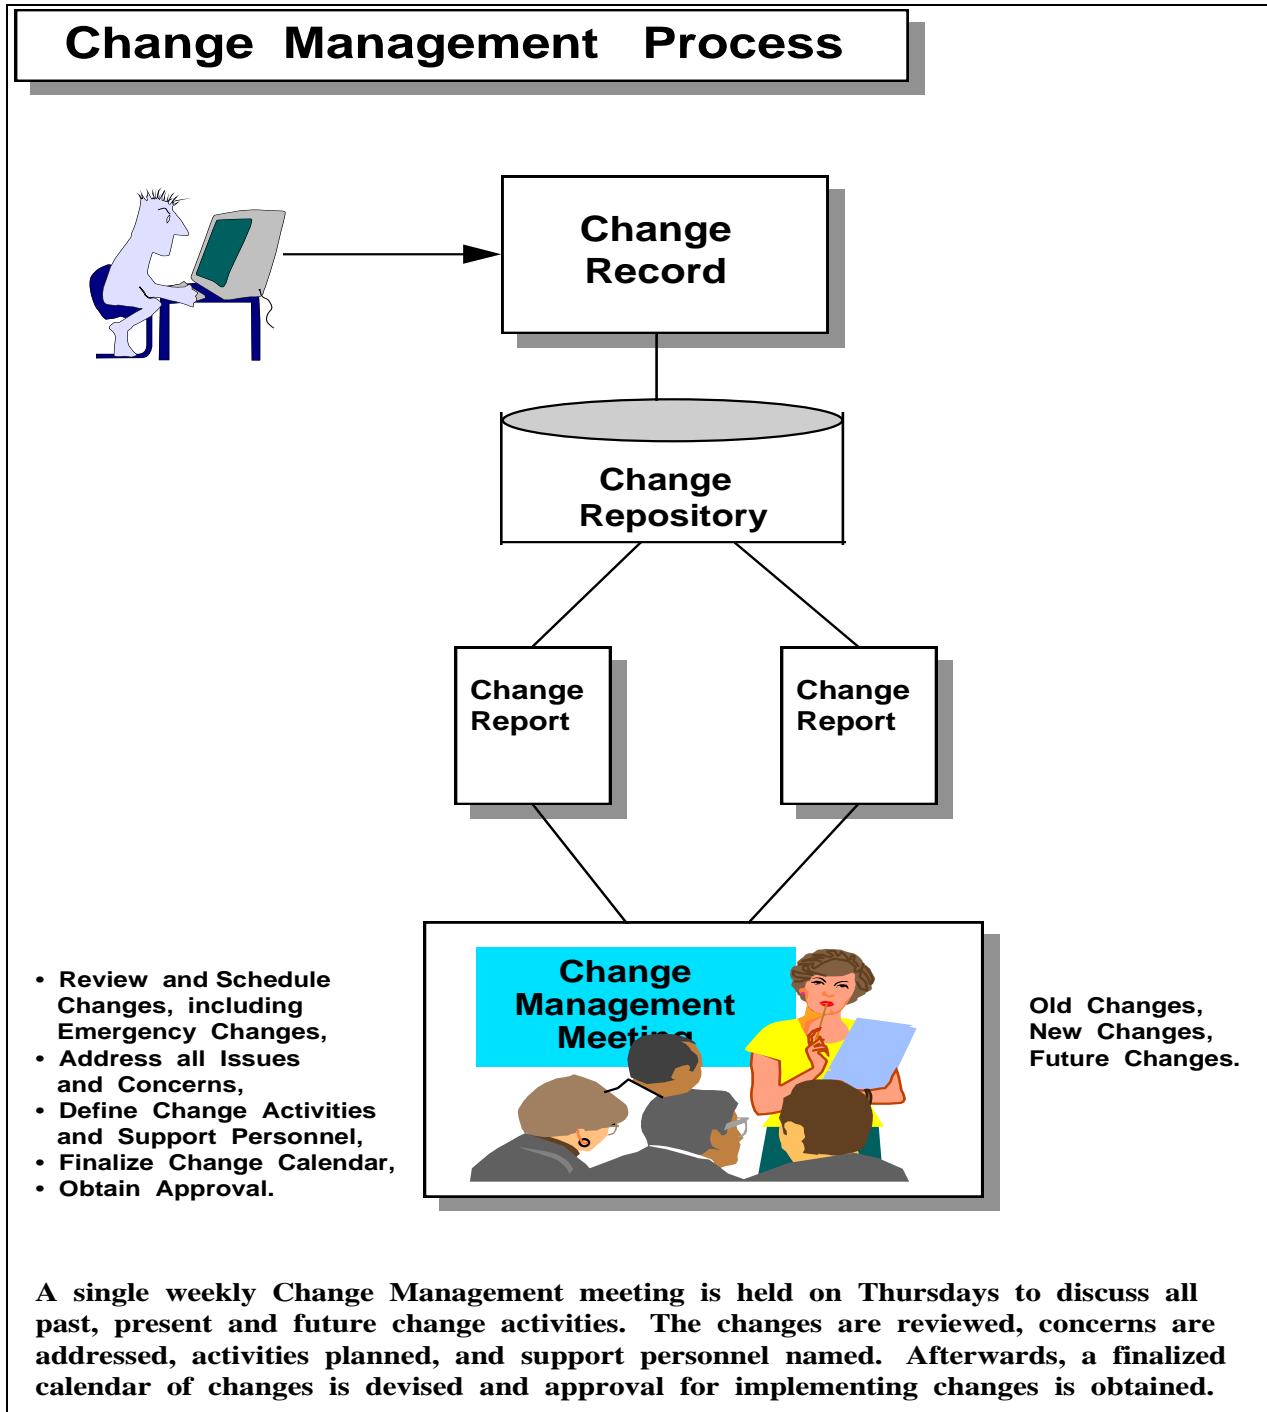 Change Management Process
Change
Record
Change
Repository
Change
Report
Change
Report
Change
Management
Meeting
• Review and Schedule
Changes, including
Emergency Changes,
• Address all Issues
and Concerns,
• Define Change Activities
and Support Personnel,
• Finalize Change Calendar,
• Obtain Approval.
Old Changes,
New Changes,
Future Changes.
A single weekly Change Management meeting is held on Thursdays to discuss all
past, present and future change activities. The changes are reviewed, concerns are
addressed, activities planned, and support personnel named. Afterwards, a finalized
calendar of changes is devised and approval for implementing changes is obtained.